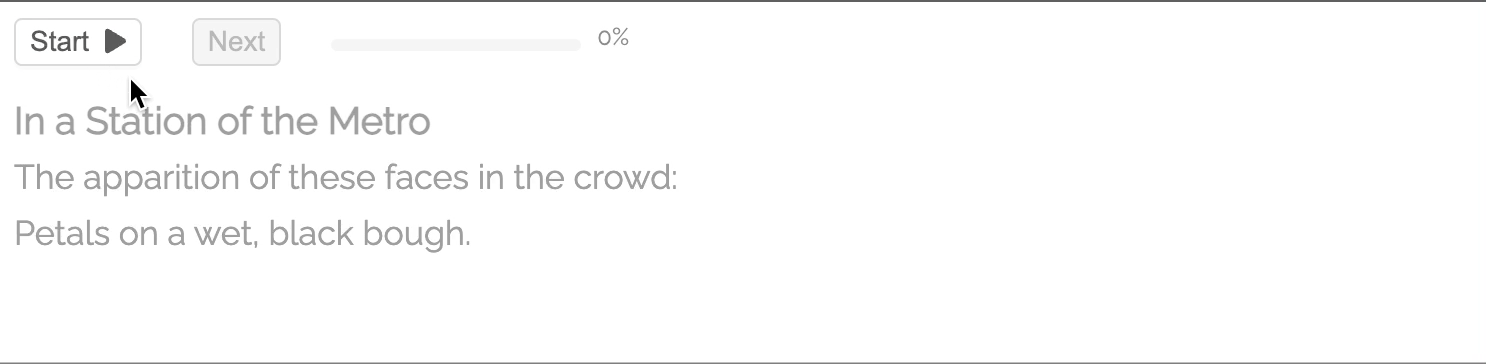 Start Next 0%
In a Station of the Metro
The apparition of these faces in the crowd:
Petals on a wet, black bough.